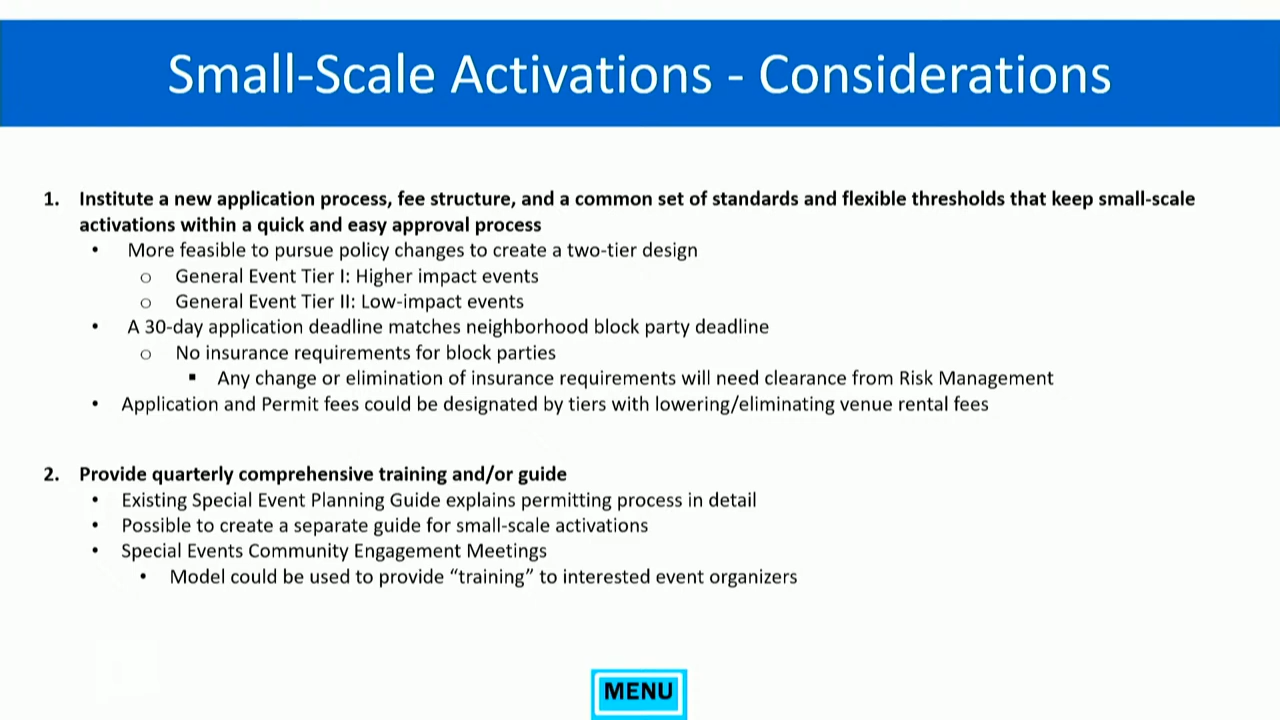 Small-Scale Activations - Considerations
1. Institute a new application process, fee structure, and a common set of standards and flexible thresholds that keep small-scale
activations within a quick and easy approval process
• More feasible to pursue policy changes to create a two-tier design
o General Event Tier I: Higher impact events
o General Event Tier II: Low-impact events
• A 30-day application deadline matches neighborhood block party deadline
o No insurance requirements for block parties
▪ Any change or elimination of insurance requirements will need clearance from Risk Management
• Application and Permit fees could be designated by tiers with lowering/eliminating venue rental fees
2. Provide quarterly comprehensive training and/or guide
• Existing Special Event Planning Guide explains permitting process in detail
• Possible to create a separate guide for small-scale activations
• Special Events Community Engagement Meetings
• Model could be used to provide “training” to interested event organizers
MENU